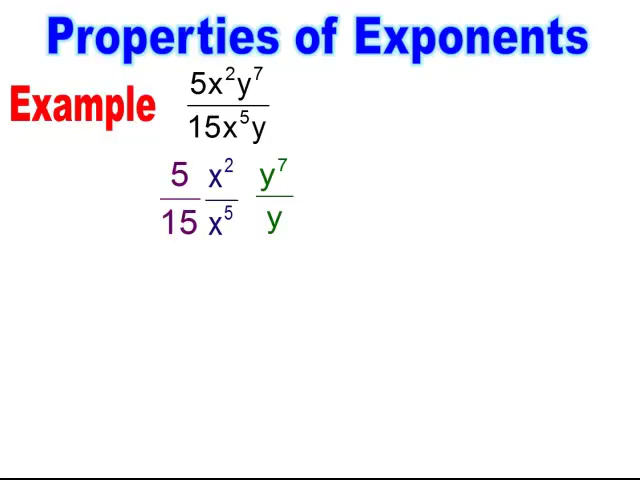 Properties of Exponents
Example
5x²y⁷
15x⁵y
5 x² y⁷
15 x⁵ y